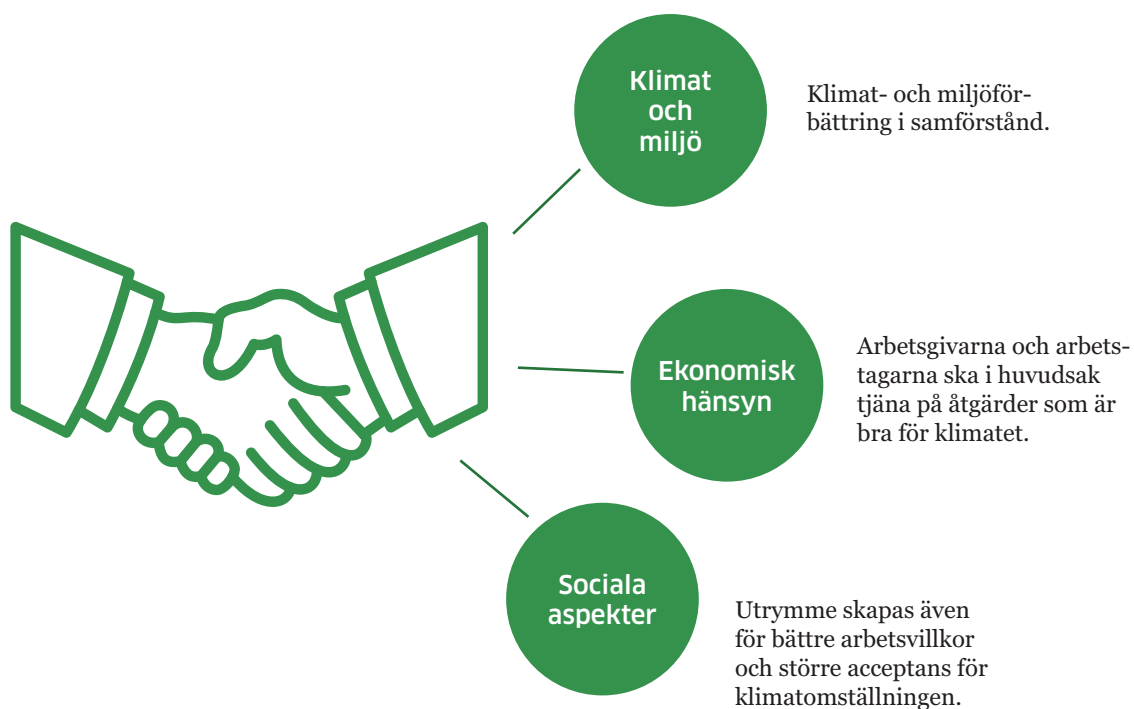 Klimat
och
miljö
Klimat- och miljöför-
bättring i samförstånd.
Ekonomisk
hänsyn
Arbetsgivarna och arbets-
tagarna ska i huvudsak
tjäna på åtgärder som är
bra för klimatet.
Sociala
aspekter
Utrymme skapas även
för bättre arbetsvillkor
och större acceptans för
klimatomställningen.